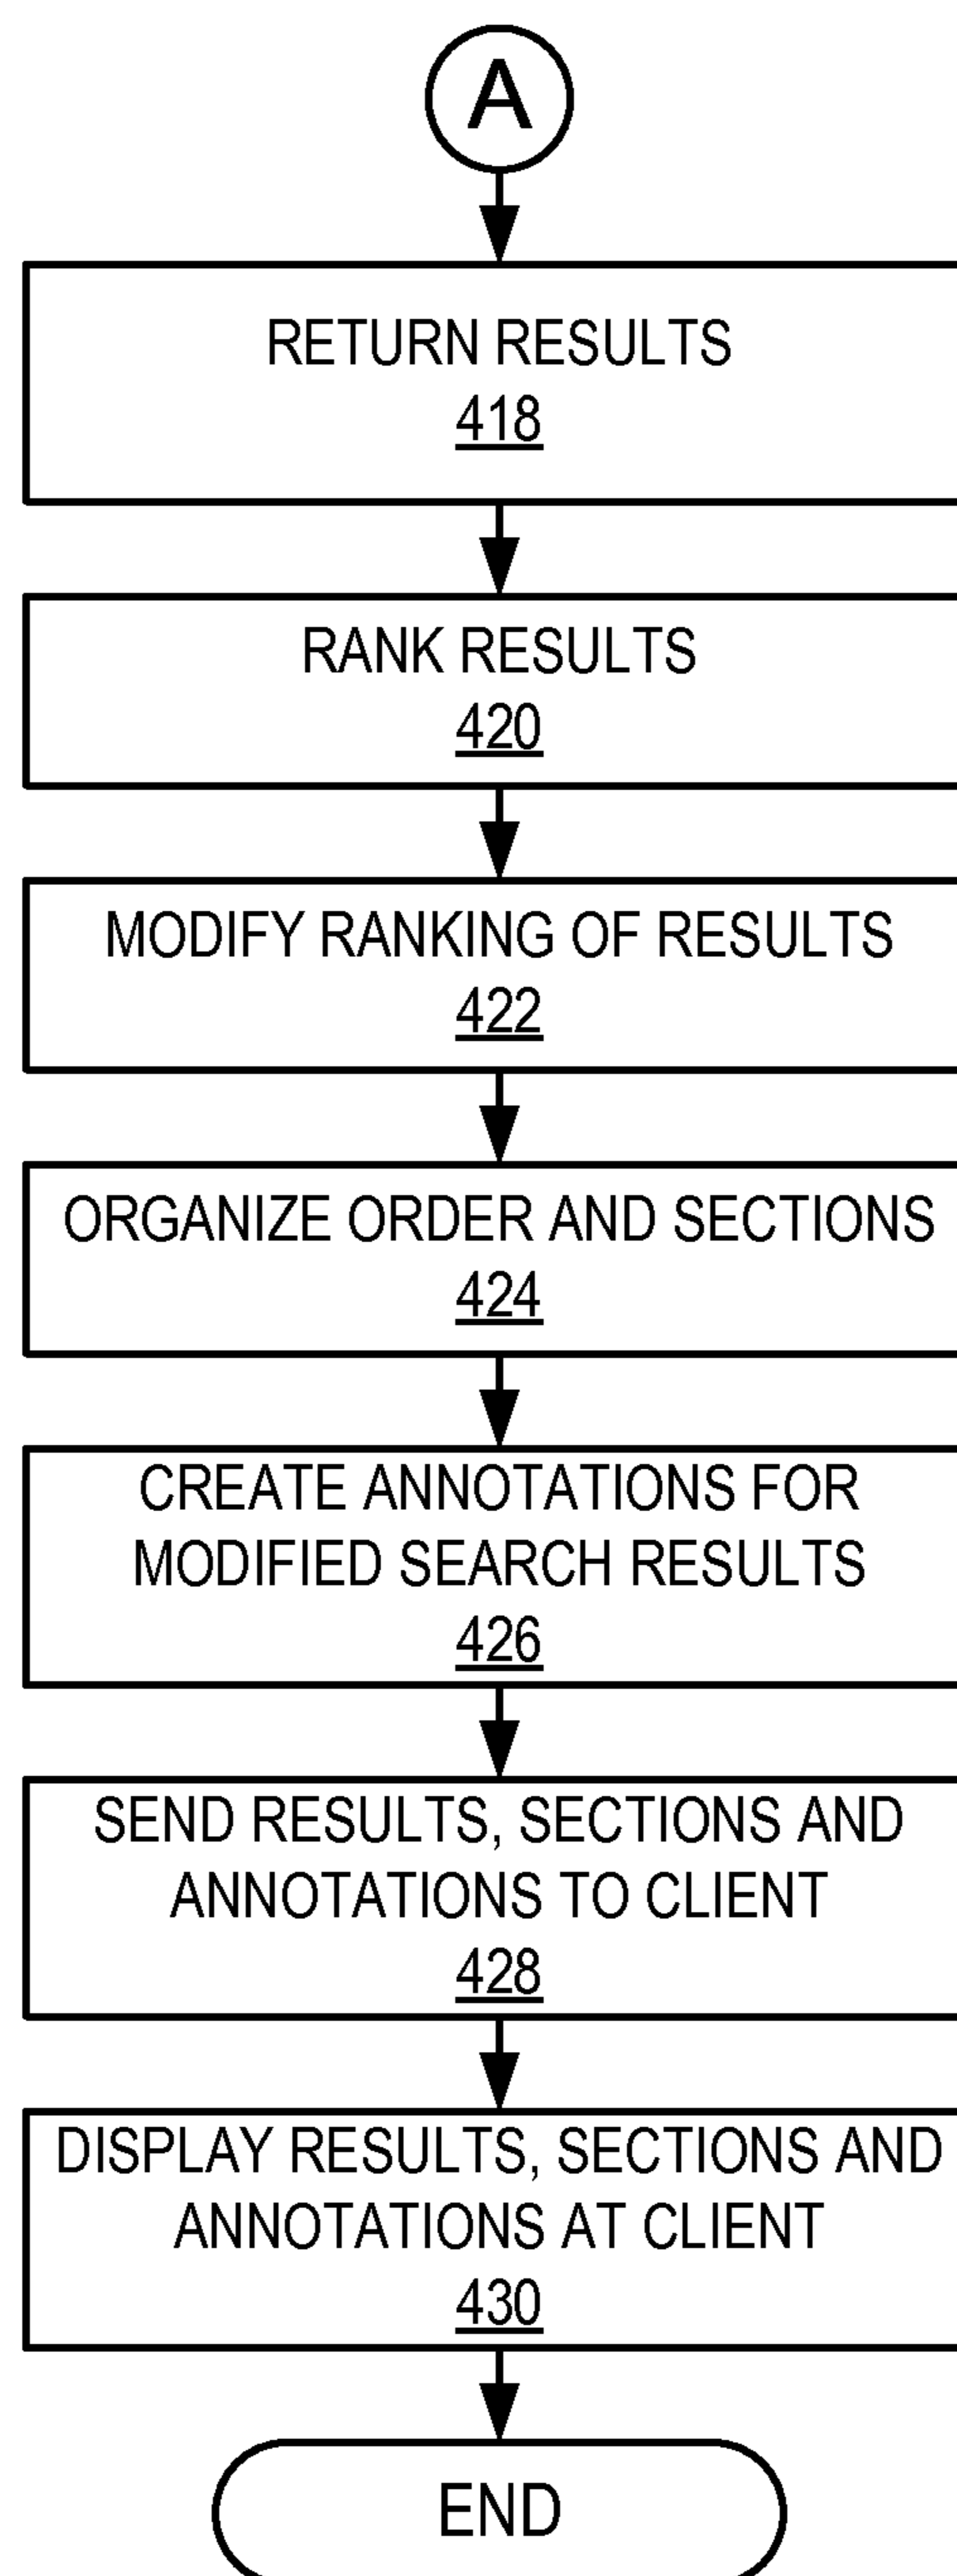 A
RETURN RESULTS
418
RANK RESULTS
420
MODIFY RANKING OF RESULTS
422
ORGANIZE ORDER AND SECTIONS
424
CREATE ANNOTATIONS FOR
MODIFIED SEARCH RESULTS
426
SEND RESULTS, SECTIONS AND
ANNOTATIONS TO CLIENT
428
DISPLAY RESULTS, SECTIONS AND
ANNOTATIONS AT CLIENT
430
END